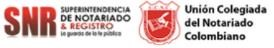 SNR SUPERINTENDENCIA
DE NOTARIADO
& REGISTRO
La guarda de la fe pública
Unión Colegiada
del Notariado
Colombiano